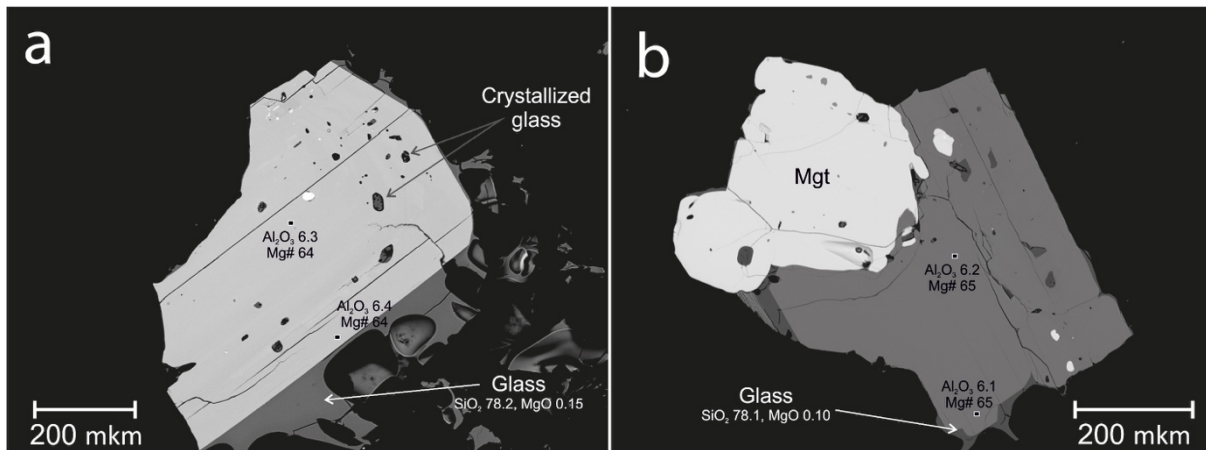 a
Crystallized
glass
Al₂O₃ 6.3
Mg# 64
Al₂O₃ 6.4
Mg# 64
Glass
SiO₂ 78.2, MgO 0.15
200 mkm
b
Mgt
Al₂O₃ 6.2
Mg# 65
Al₂O₃ 6.1
Mg# 65
Glass
SiO₂ 78.1, MgO 0.10
200 mkm